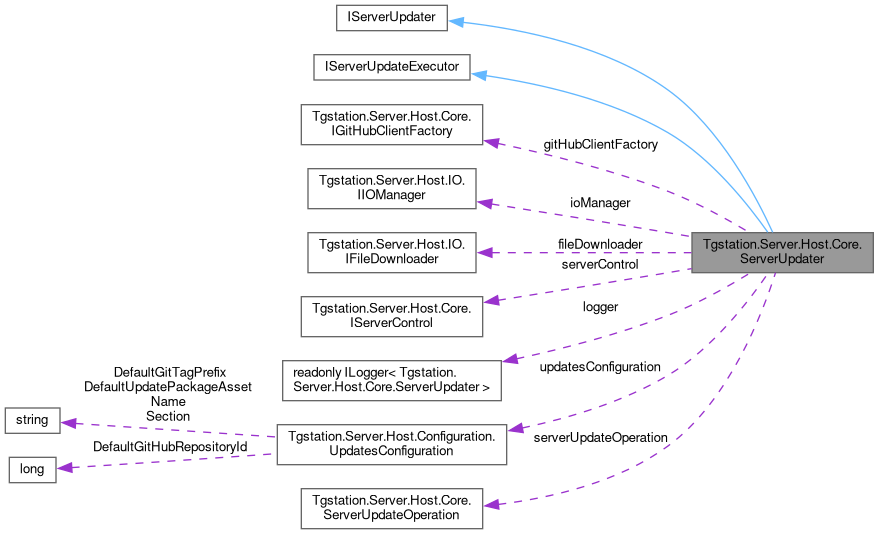 IServerUpdater
IServerUpdateExecutor
Tgstation.Server.Host.Core.
IGitHubClientFactory
gitHubClientFactory
Tgstation.Server.Host.IO.
IIOManager
ioManager
Tgstation.Server.Host.Core.
ServerUpdater
Tgstation.Server.Host.IO.
IFileDownloader
fileDownloader
serverControl
Tgstation.Server.Host.Core.
IServerControl
logger
readonly ILogger< Tgstation.
Server.Host.Core.ServerUpdater >
updatesConfiguration
DefaultGitTagPrefix
DefaultUpdatePackageAsset
Name
Section
string
DefaultGitHubRepositoryId
long
Tgstation.Server.Host.Configuration.
UpdatesConfiguration
serverUpdateOperation
Tgstation.Server.Host.Core.
ServerUpdateOperation